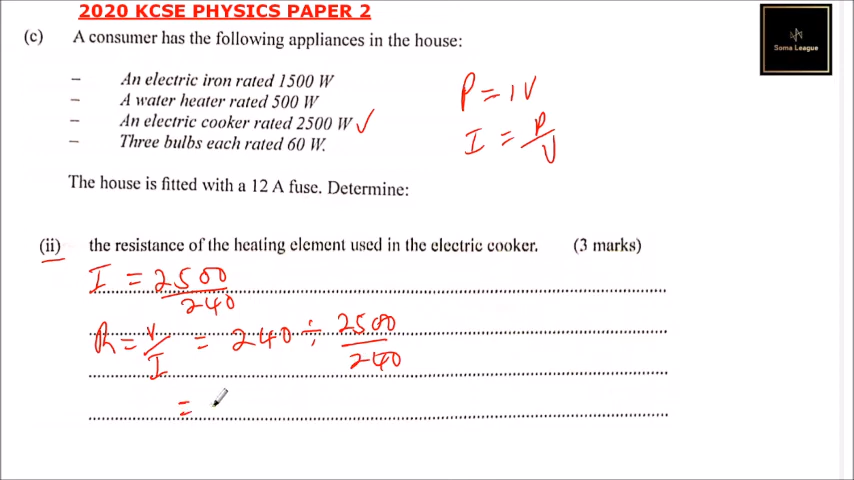 2020 KCSE PHYSICS PAPER 2
(c) A consumer has the following appliances in the house:
Soma League
– An electric iron rated 1500 W
– A water heater rated 500 W
– An electric cooker rated 2500 W ✓
– Three bulbs each rated 60 W.
P = IV
I = P/V
The house is fitted with a 12 A fuse. Determine:
(ii) the resistance of the heating element used in the electric cooker. (3 marks)
I = 2500/240
R = V/I = 240 ÷ 2500/240
=